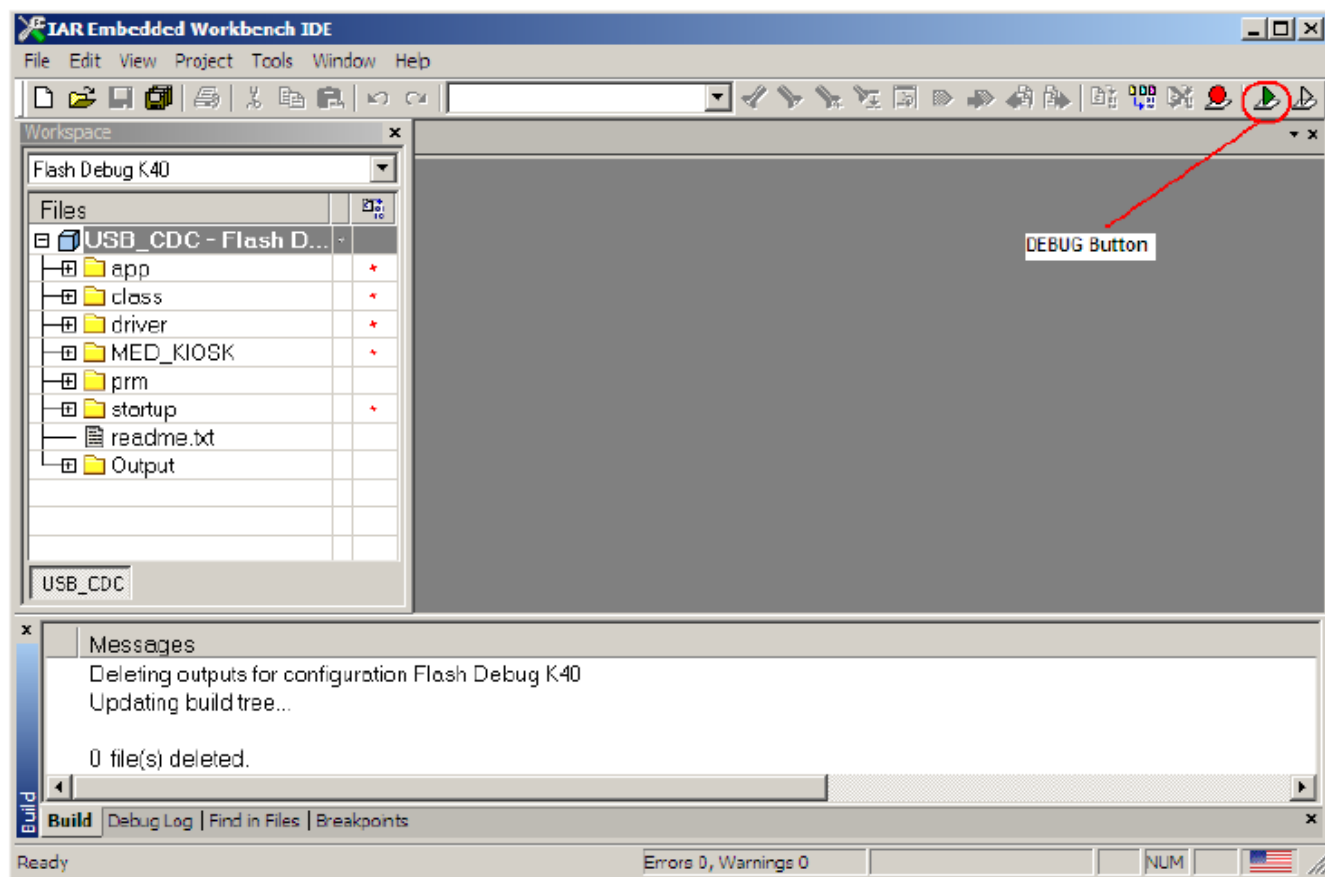 IAR Embedded Workbench IDE
File Edit View Project Tools Window Help
Workspace
Flash Debug K40
Files
USB_CDC - Flash D...
app
class
driver
MED_KIOSK
prm
startup
readme.txt
Output
USB_CDC
DEBUG Button
Messages
Deleting outputs for configuration Flash Debug K40
Updating build tree...
0 file(s) deleted.
Build
Build Debug Log Find in Files Breakpoints
Ready Errors 0, Warnings 0 NUM